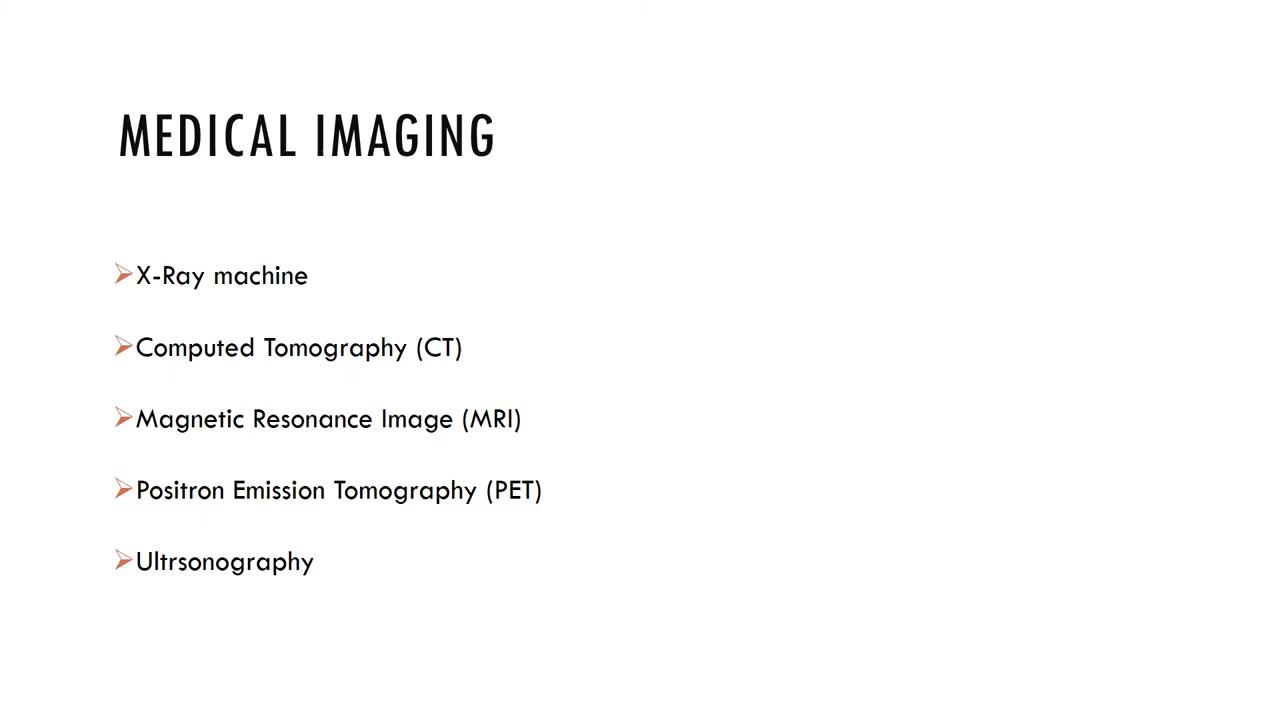 MEDICAL IMAGING
X-Ray machine
Computed Tomography (CT)
Magnetic Resonance Image (MRI)
Positron Emission Tomography (PET)
Ultrsonography